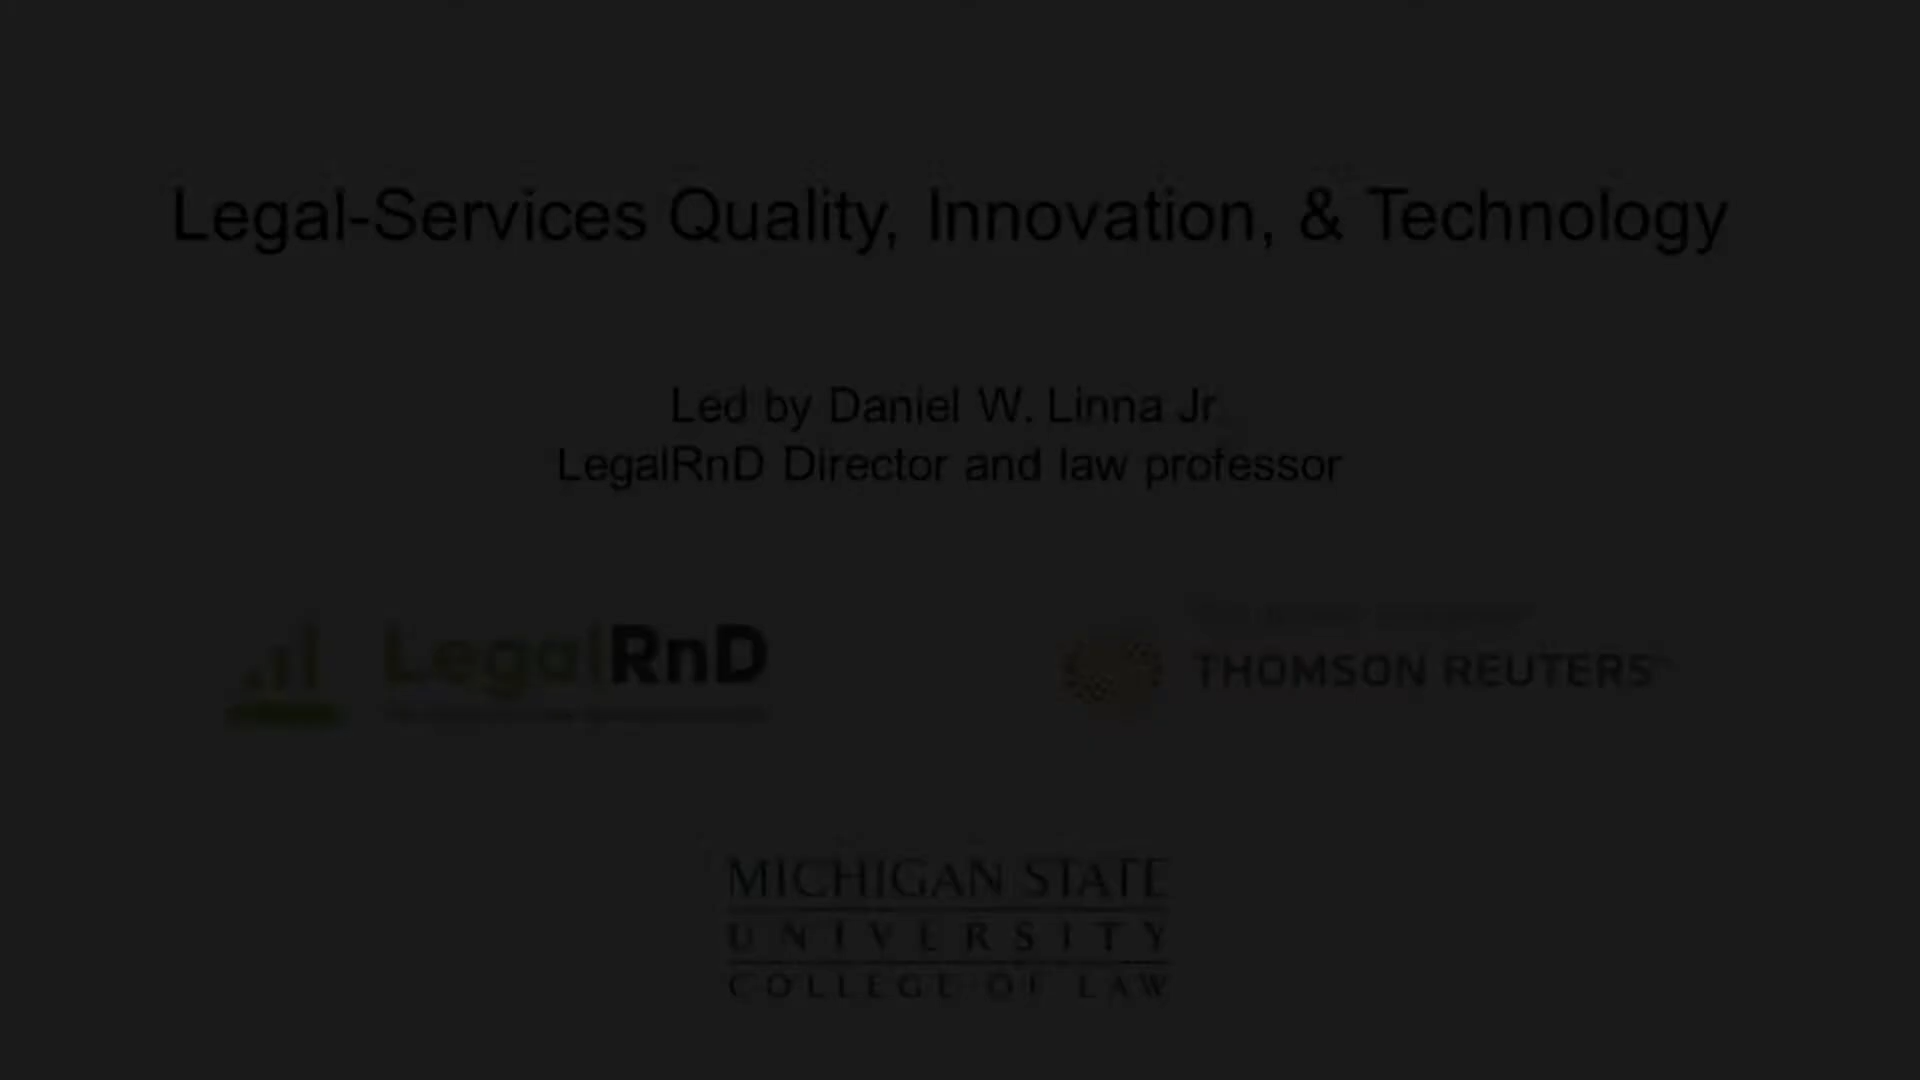 Legal-Services Quality, Innovation, & Technology
Led by Daniel W. Linna Jr
LegalRnD Director and law professor
LegalRnD
THOMSON REUTERS
MICHIGAN STATE
UNIVERSITY
COLLEGE OF LAW